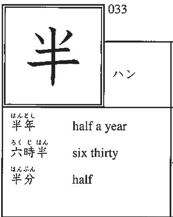 033
半
ハン
はんとし
半年 half a year
ろくじはん
六時半 six thirty
はんぶん
半分 half